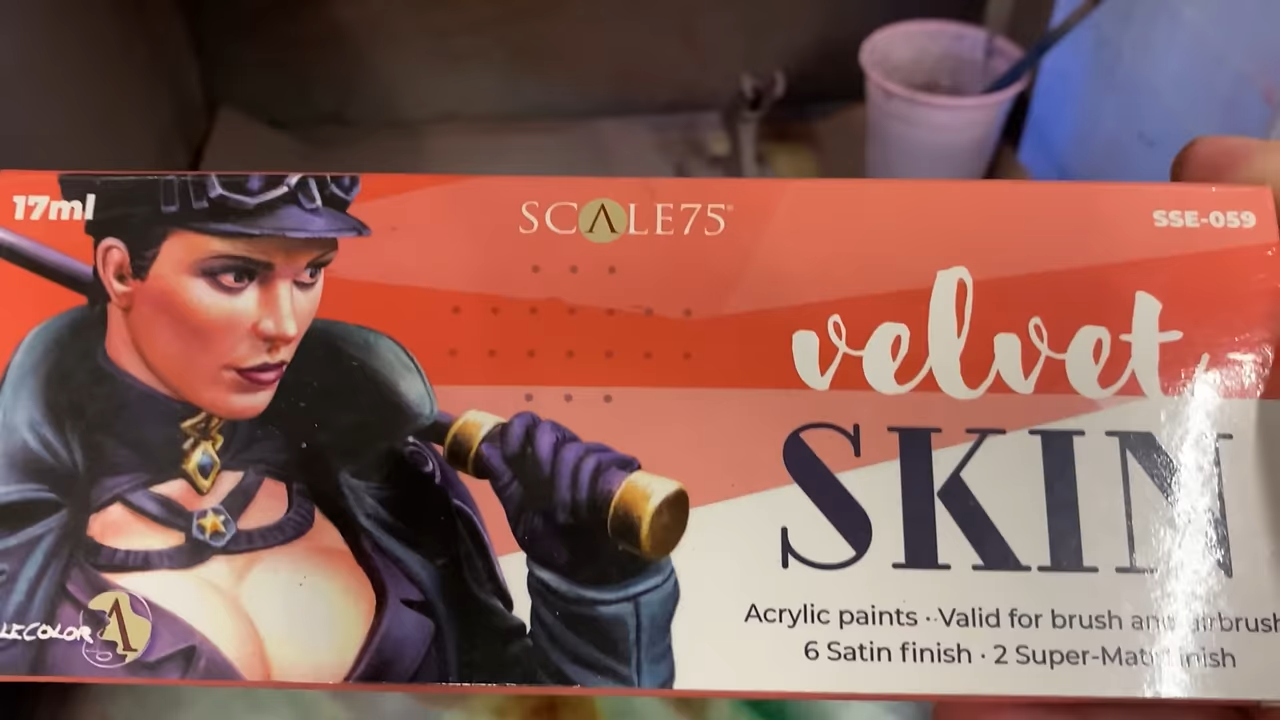 17ml
SCALE75
SSE-059
velvet
SKIN
Acrylic paints · Valid for brush and airbrush
6 Satin finish · 2 Super-Matt finish
LECOLOR